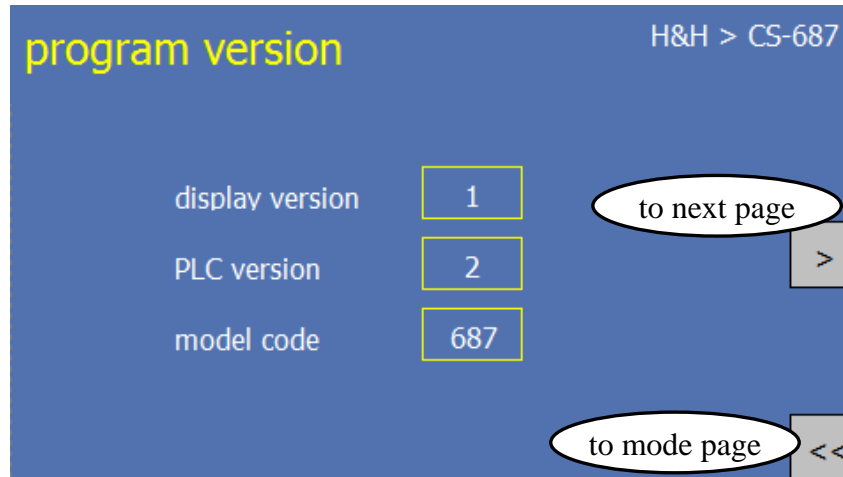 program version
H&H > CS-687
display version 1
to next page
>
PLC version 2
model code 687
to mode page
<<